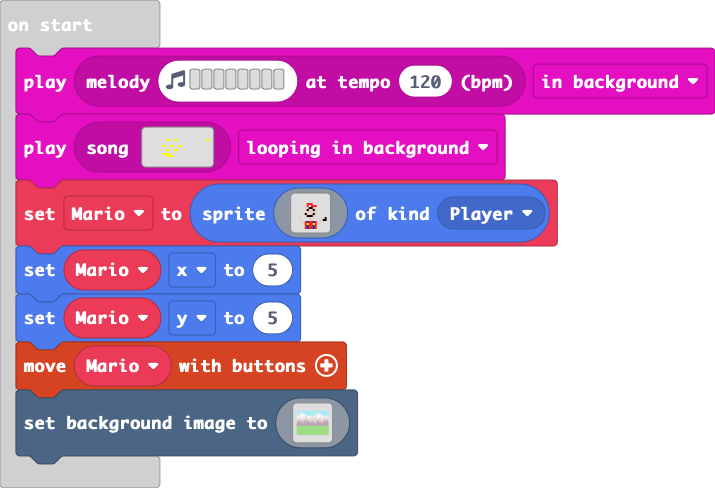 on start
play melody at tempo 120 (bpm) in background
play song looping in background
set Mario to sprite of kind Player
set Mario x to 5
set Mario y to 5
move Mario with buttons
set background image to